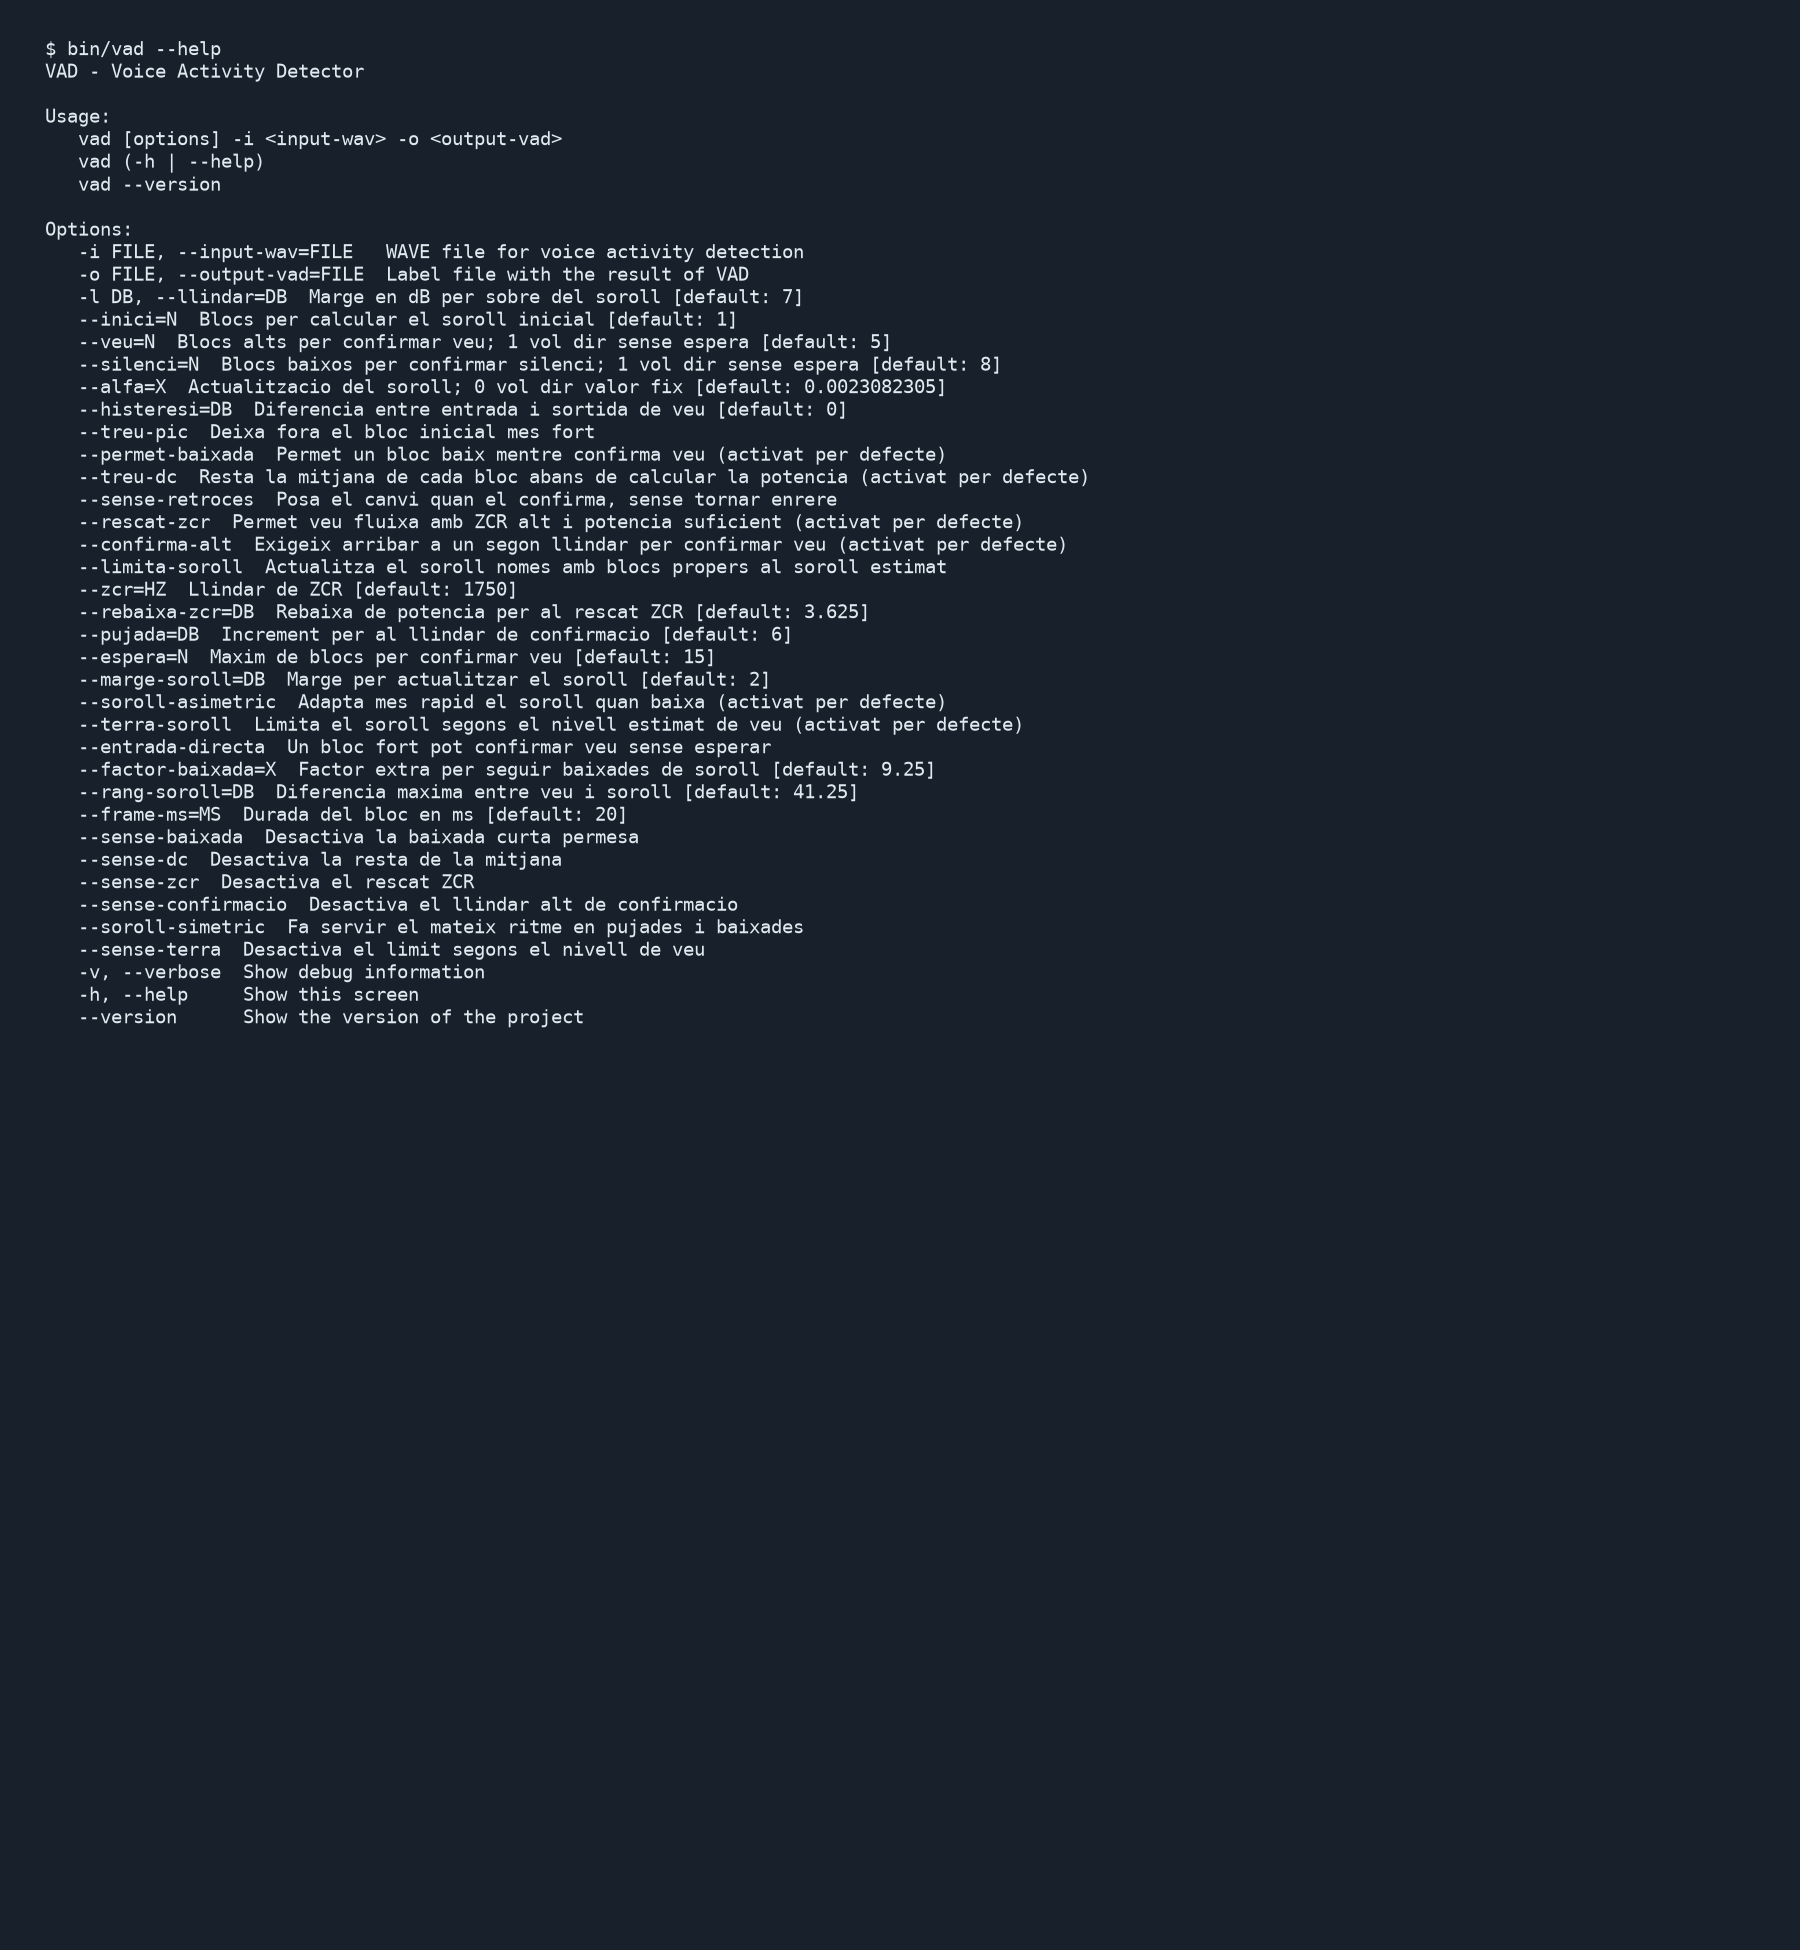 $ bin/vad --help
VAD - Voice Activity Detector

Usage:
   vad [options] -i <input-wav> -o <output-vad>
   vad (-h | --help)
   vad --version

Options:
   -i FILE, --input-wav=FILE   WAVE file for voice activity detection
   -o FILE, --output-vad=FILE  Label file with the result of VAD
   -l DB, --llindar=DB  Marge en dB per sobre del soroll [default: 7]
   --inici=N  Blocs per calcular el soroll inicial [default: 1]
   --veu=N  Blocs alts per confirmar veu; 1 vol dir sense espera [default: 5]
   --silenci=N  Blocs baixos per confirmar silenci; 1 vol dir sense espera [default: 8]
   --alfa=X  Actualitzacio del soroll; 0 vol dir valor fix [default: 0.0023082305]
   --histeresi=DB  Diferencia entre entrada i sortida de veu [default: 0]
   --treu-pic  Deixa fora el bloc inicial mes fort
   --permet-baixada  Permet un bloc baix mentre confirma veu (activat per defecte)
   --treu-dc  Resta la mitjana de cada bloc abans de calcular la potencia (activat per defecte)
   --sense-retroces  Posa el canvi quan el confirma, sense tornar enrere
   --rescat-zcr  Permet veu fluixa amb ZCR alt i potencia suficient (activat per defecte)
   --confirma-alt  Exigeix arribar a un segon llindar per confirmar veu (activat per defecte)
   --limita-soroll  Actualitza el soroll nomes amb blocs propers al soroll estimat
   --zcr=HZ  Llindar de ZCR [default: 1750]
   --rebaixa-zcr=DB  Rebaixa de potencia per al rescat ZCR [default: 3.625]
   --pujada=DB  Increment per al llindar de confirmacio [default: 6]
   --espera=N  Maxim de blocs per confirmar veu [default: 15]
   --marge-soroll=DB  Marge per actualitzar el soroll [default: 2]
   --soroll-asimetric  Adapta mes rapid el soroll quan baixa (activat per defecte)
   --terra-soroll  Limita el soroll segons el nivell estimat de veu (activat per defecte)
   --entrada-directa  Un bloc fort pot confirmar veu sense esperar
   --factor-baixada=X  Factor extra per seguir baixades de soroll [default: 9.25]
   --rang-soroll=DB  Diferencia maxima entre veu i soroll [default: 41.25]
   --frame-ms=MS  Durada del bloc en ms [default: 20]
   --sense-baixada  Desactiva la baixada curta permesa
   --sense-dc  Desactiva la resta de la mitjana
   --sense-zcr  Desactiva el rescat ZCR
   --sense-confirmacio  Desactiva el llindar alt de confirmacio
   --soroll-simetric  Fa servir el mateix ritme en pujades i baixades
   --sense-terra  Desactiva el limit segons el nivell de veu
   -v, --verbose  Show debug information
   -h, --help     Show this screen
   --version      Show the version of the project